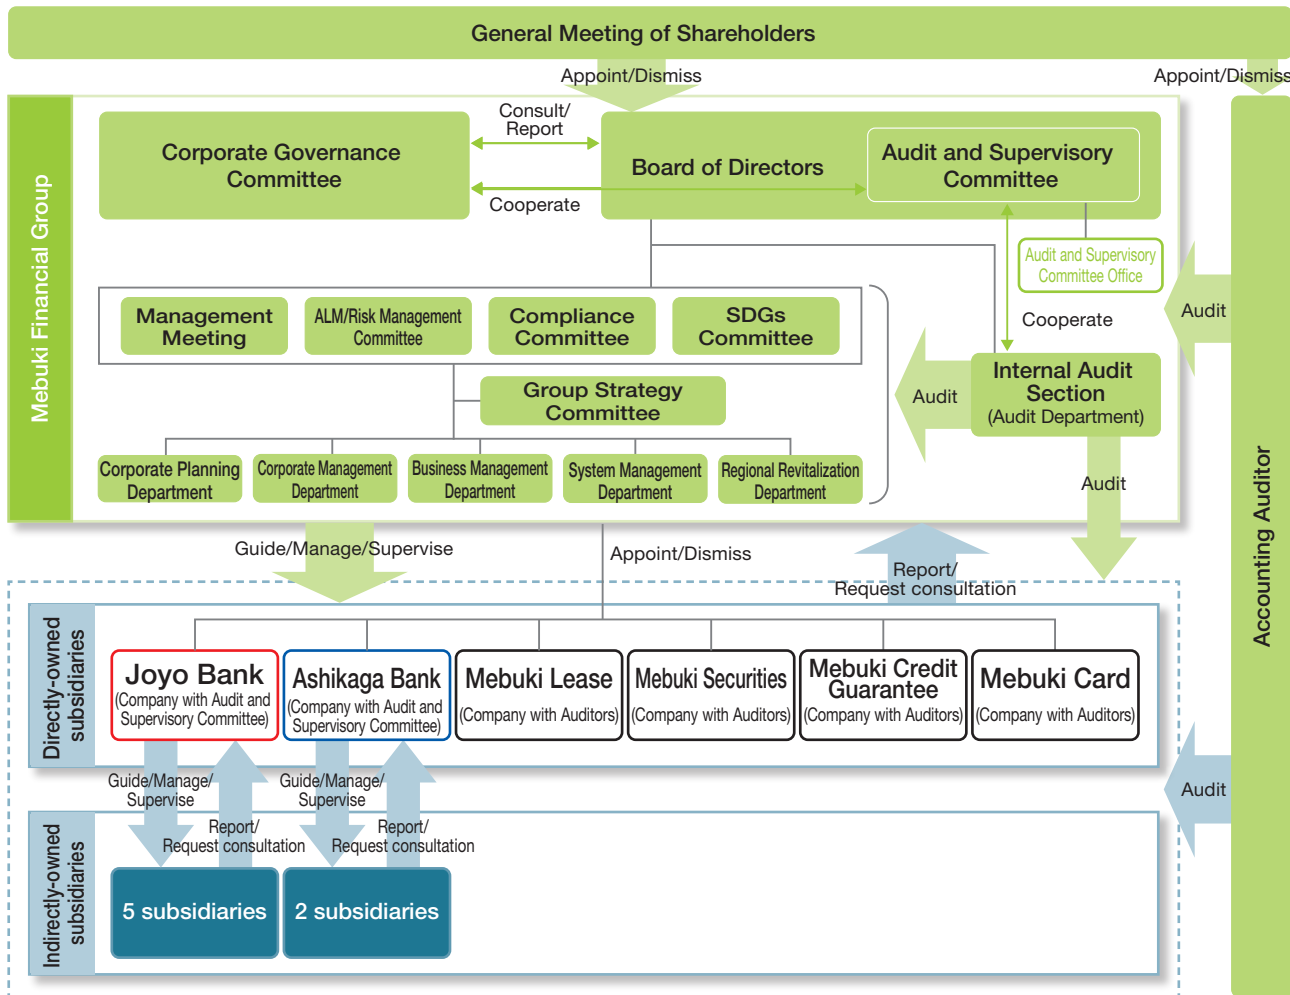 General Meeting of Shareholders
Appoint/Dismiss
Appoint/Dismiss
Mebuki Financial Group
Corporate Governance
Committee
Consult/
Report
Cooperate
Board of Directors
Audit and Supervisory
Committee
Audit and Supervisory
Committee Office
Cooperate
Audit
Management
Meeting
ALM/Risk Management
Committee
Compliance
Committee
SDGs
Committee
Group Strategy
Committee
Audit
Internal Audit
Section
(Audit Department)
Corporate Planning
Department
Corporate Management
Department
Business Management
Department
System Management
Department
Regional Revitalization
Department
Audit
Accounting Auditor
Guide/Manage/Supervise
Appoint/Dismiss
Report/
Request consultation
Directly-owned
subsidiaries
Joyo Bank
(Company with Audit and
Supervisory Committee)
Ashikaga Bank
(Company with Audit and
Supervisory Committee)
Mebuki Lease
(Company with Auditors)
Mebuki Securities
(Company with Auditors)
Mebuki Credit
Guarantee
(Company with Auditors)
Mebuki Card
(Company with Auditors)
Guide/Manage/
Supervise
Report/
Request consultation
Guide/Manage/
Supervise
Report/
Request consultation
Audit
Indirectly-owned
subsidiaries
5 subsidiaries
2 subsidiaries